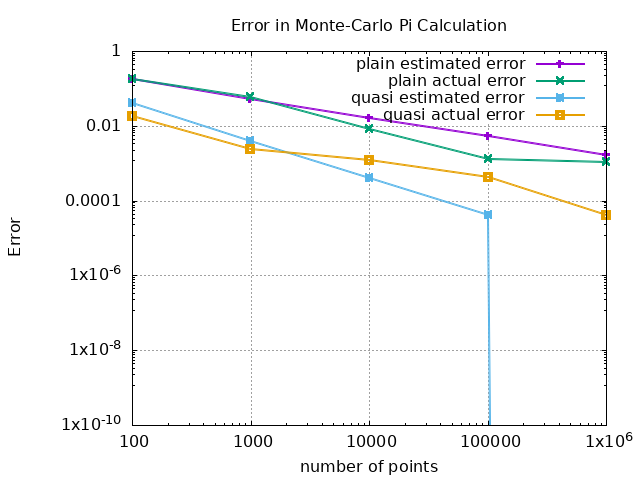 Error in Monte-Carlo Pi Calculation
plain estimated error
plain actual error
quasi estimated error
quasi actual error
Error
1
0.01
0.0001
1x10⁻⁶
1x10⁻⁸
1x10⁻¹⁰
100 1000 10000 100000 1x10⁶
number of points